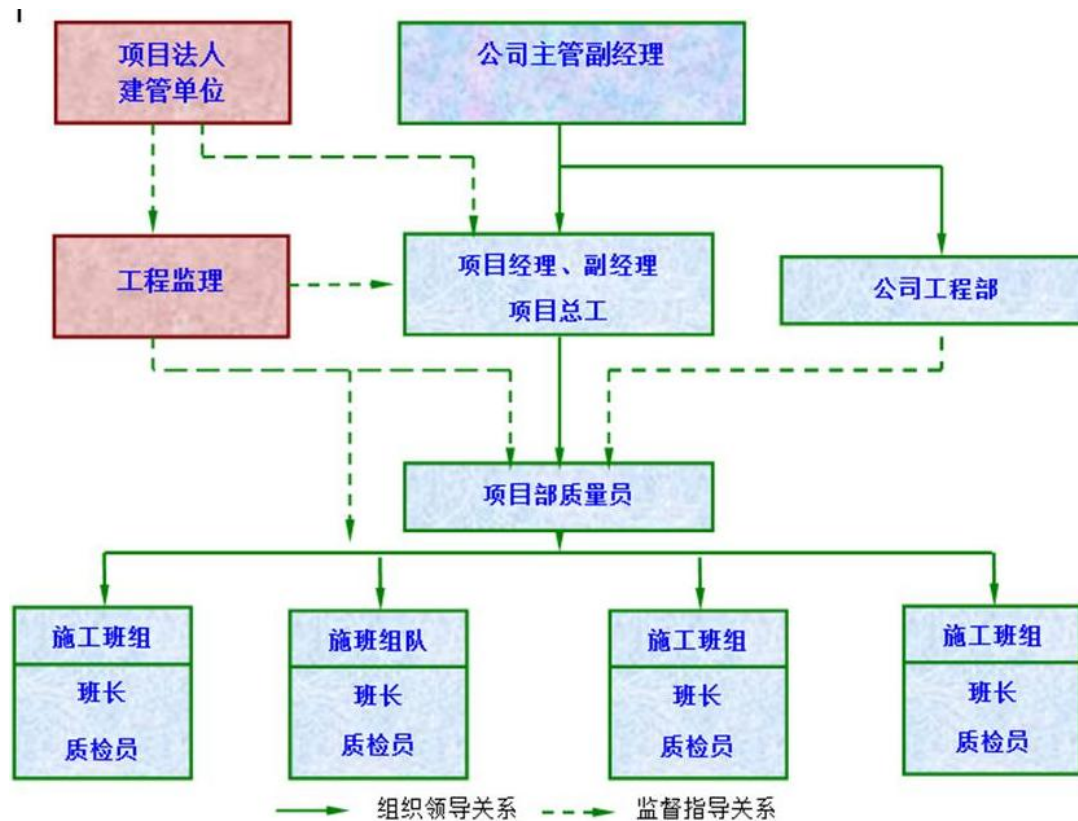 项目法人
建管单位
公司主管副经理
工程监理
项目经理、副经理
项目总工
公司工程部
项目部质量员
施工班组
班长
质检员
施班组队
班长
质检员
施工班组
班长
质检员
施工班组
班长
质检员
组织领导关系
监督指导关系